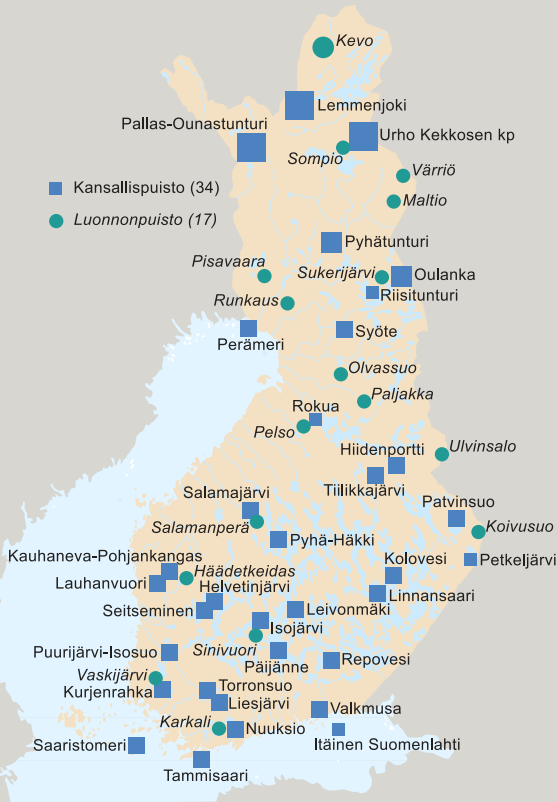 Kevo
Lemmenjoki
Pallas-Ounastunturi
Urho Kekkosen kp
Sompio
Värriö
Kansallispuisto (34)
Maltio
Luonnonpuisto (17)
Pyhätunturi
Pisavaara
Sukerijärvi
Oulanka
Riisitunturi
Runkaus
Perämeri
Syöte
Olvassuo
Paljakka
Rokua
Pelso
Hiidenportti
Ulvinsalo
Tiilikkajärvi
Salamajärvi
Patvinsuo
Salamanperä
Koivusuo
Pyhä-Häkki
Kauhaneva-Pohjankangas
Kolovesi
Petkeljärvi
Häädetkeidas
Lauhanvuori
Helvetinjärvi
Linnansaari
Seitseminen
Leivonmäki
Isojärvi
Puurijärvi-Isosuo
Sinivuori
Päijänne
Repovesi
Vaskijärvi
Kurjenrahka
Torronsuo
Liesjärvi
Valkmusa
Karkali
Nuuksio
Saaristomeri
Itäinen Suomenlahti
Tammisaari